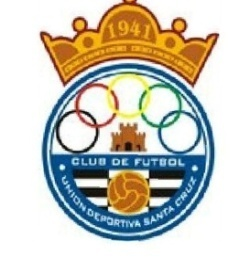 1941
CLUB DE FUTBOL
UNION DEPORTIVA SANTA CRUZ